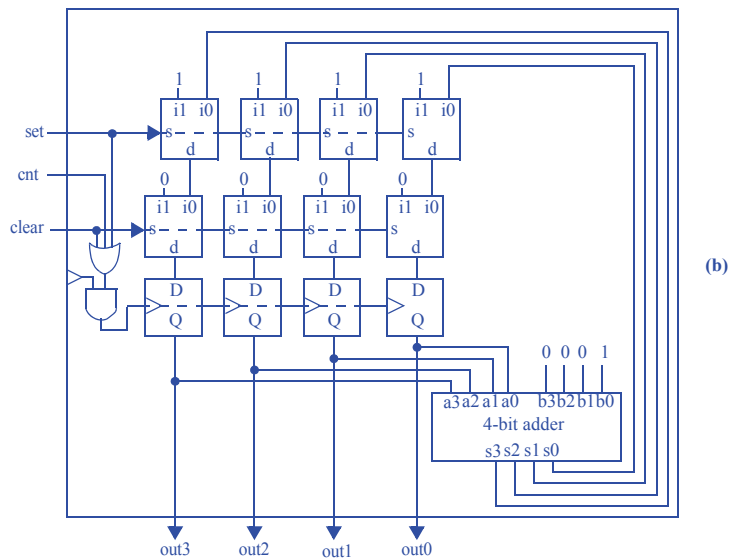 1 1 1 1
i1 i0 i1 i0 i1 i0 i1 i0
set s s s s
d d d d
cnt
0 0 0 0
i1 i0 i1 i0 i1 i0 i1 i0
clear s s s s
d d d d
(b)
D D D D
Q Q Q Q
0 0 0 1
a3 a2 a1 a0 b3 b2 b1 b0
4-bit adder
s3 s2 s1 s0
out3 out2 out1 out0